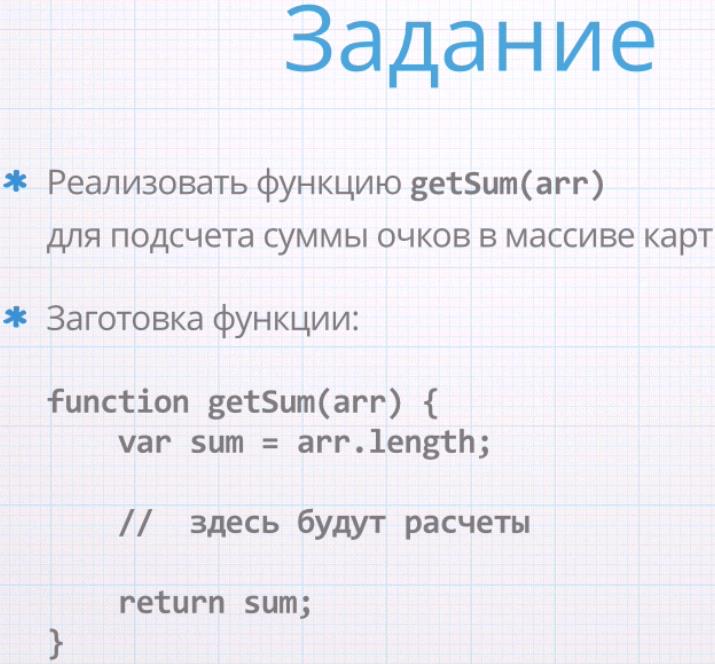 Задание
* Реализовать функцию getSum(arr)
для подсчета суммы очков в массиве карт
* Заготовка функции:
function getSum(arr) {
    var sum = arr.length;
    //  здесь будут расчеты
    return sum;
}